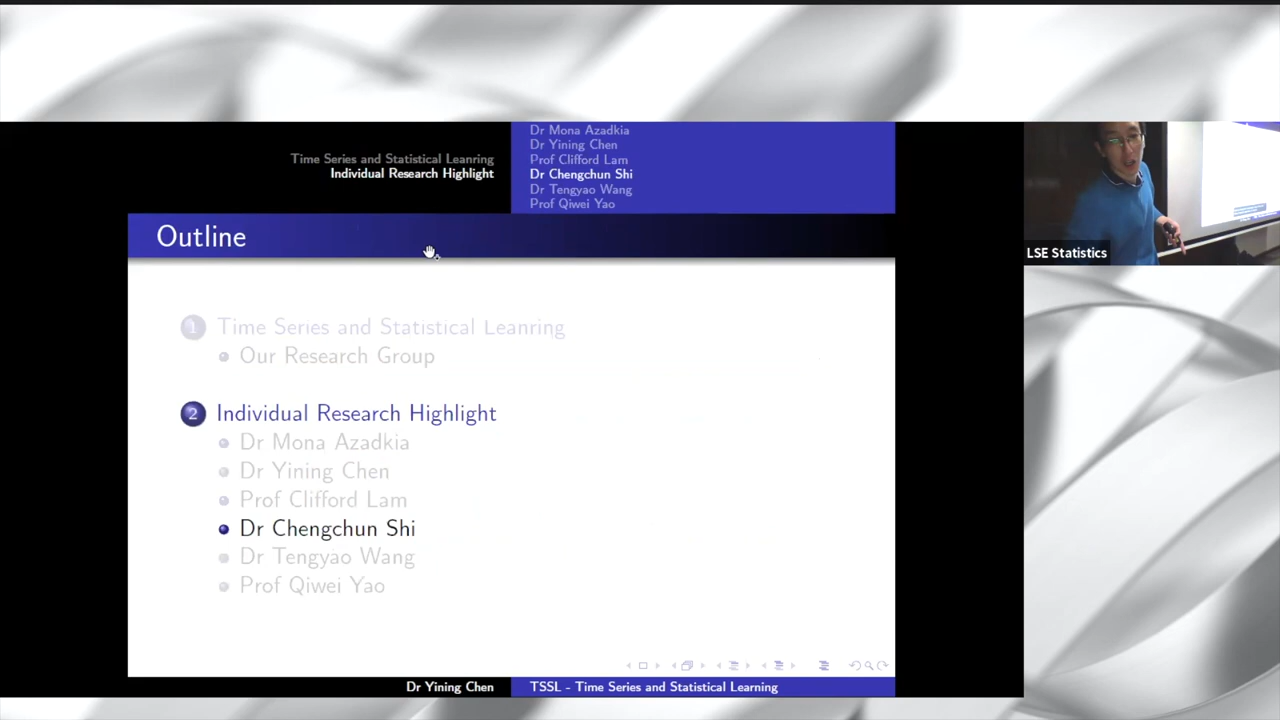 Time Series and Statistical Leanring
Individual Research Highlight
Dr Mona Azadkia
Dr Yining Chen
Prof Clifford Lam
Dr Chengchun Shi
Dr Tengyao Wang
Prof Qiwei Yao
Outline
LSE Statistics
1 Time Series and Statistical Leanring
Our Research Group
2 Individual Research Highlight
Dr Mona Azadkia
Dr Yining Chen
Prof Clifford Lam
Dr Chengchun Shi
Dr Tengyao Wang
Prof Qiwei Yao
Dr Yining Chen
TSSL - Time Series and Statistical Learning